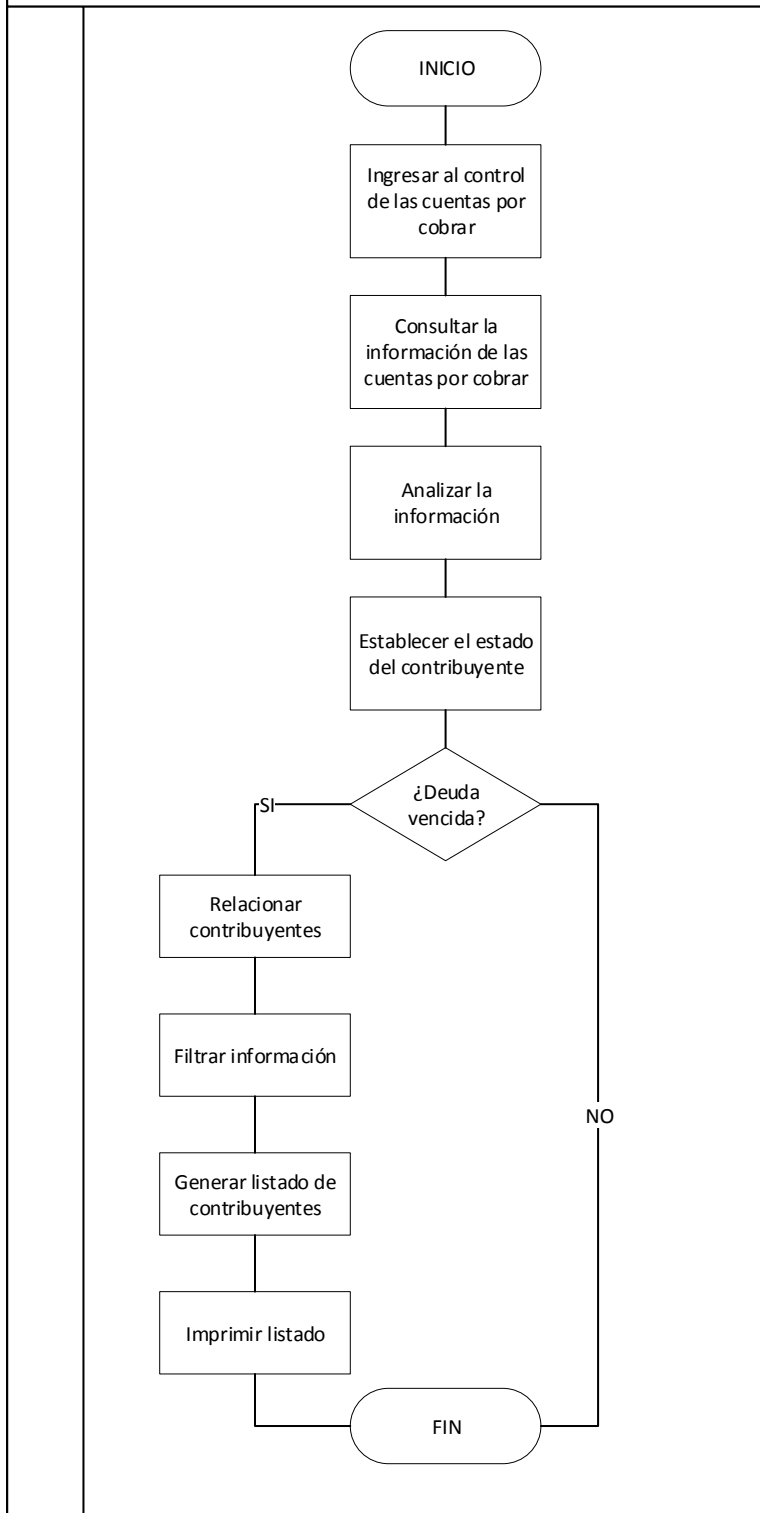 INICIO
Ingresar al control
de las cuentas por
cobrar
Consultar la
información de las
cuentas por cobrar
Analizar la
información
Establecer el estado
del contribuyente
¿Deuda
vencida?
SI
Relacionar
contribuyentes
Filtrar información
NO
Generar listado de
contribuyentes
Imprimir listado
FIN